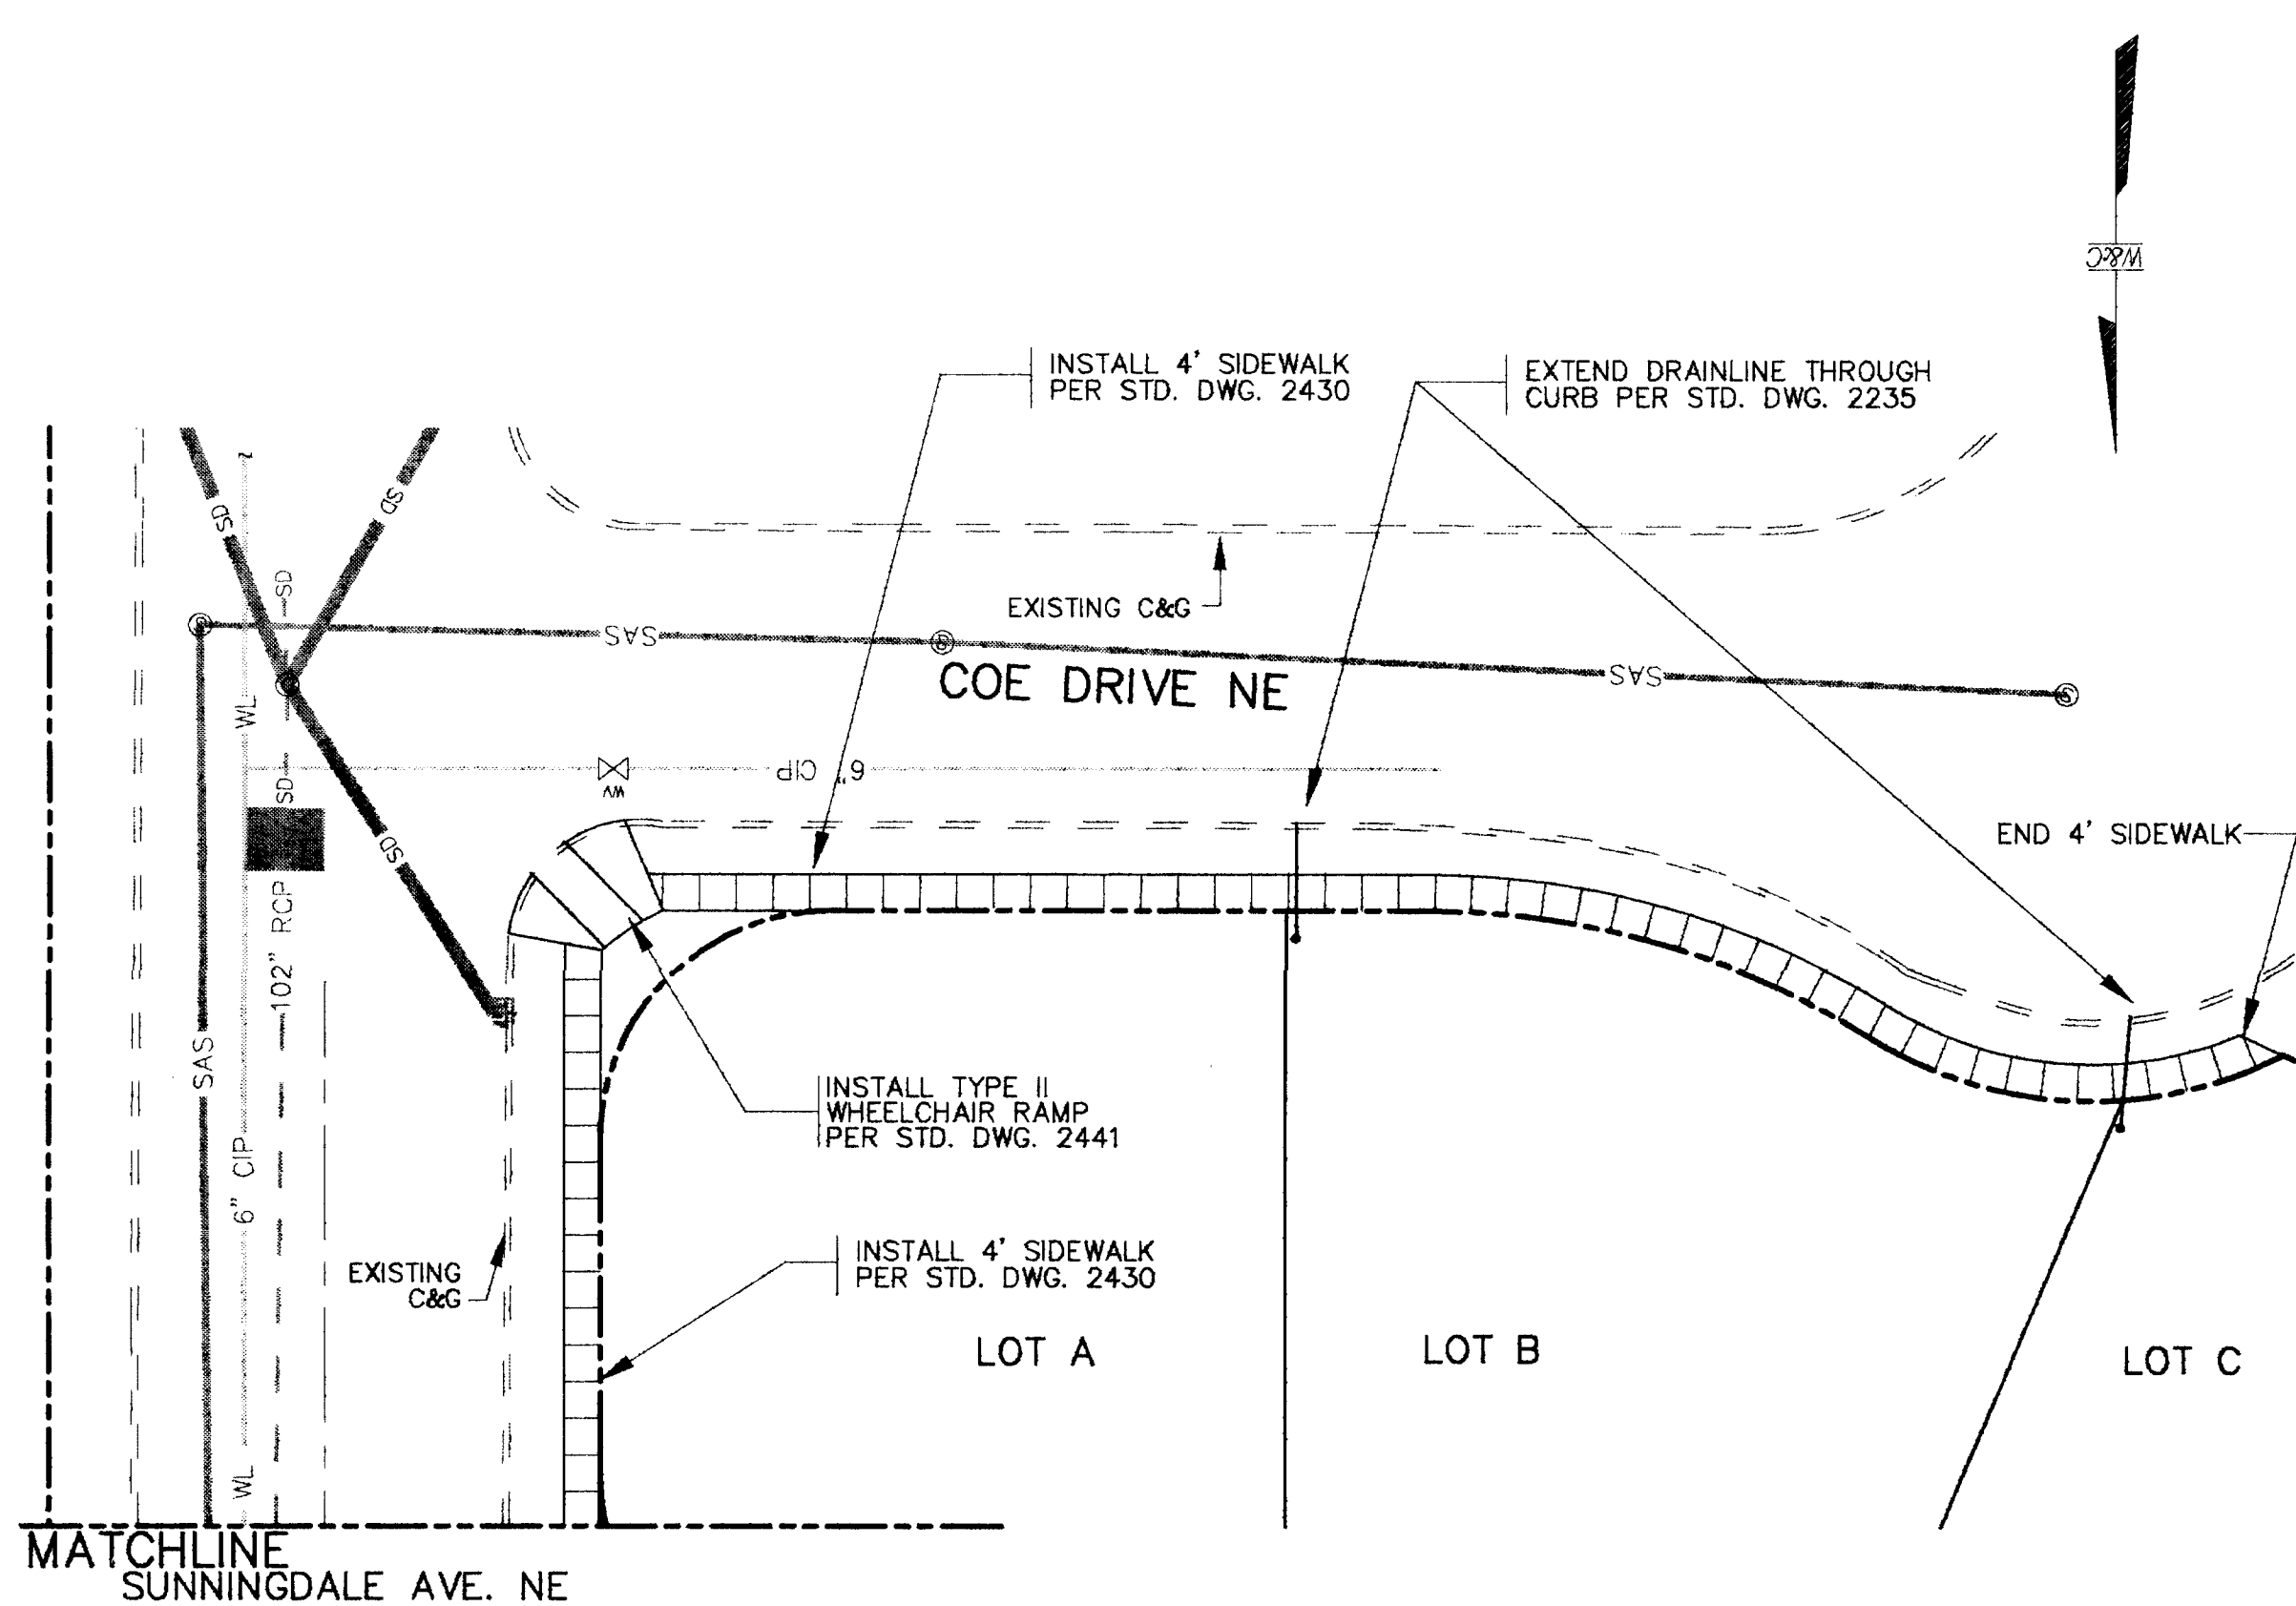 W&C
INSTALL 4' SIDEWALK
PER STD. DWG. 2430
EXTEND DRAINLINE THROUGH
CURB PER STD. DWG. 2235
SD
SD
SD
EXISTING C&G
SAS
SAS
COE DRIVE NE
WL
6" CIP
WV
SD
SD
END 4' SIDEWALK
102" RCP
SAS
INSTALL TYPE II
WHEELCHAIR RAMP
PER STD. DWG. 2441
6" CIP
EXISTING
C&G
INSTALL 4' SIDEWALK
PER STD. DWG. 2430
LOT A
LOT B
LOT C
WL
MATCHLINE
SUNNINGDALE AVE. NE